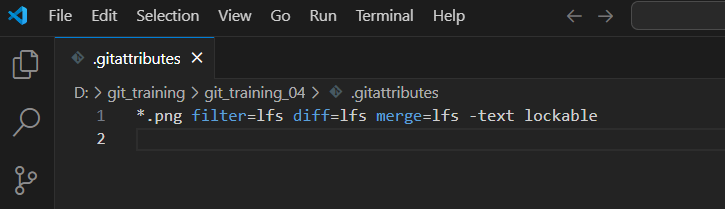 File Edit Selection View Go Run Terminal Help
.gitattributes
D: > git_training > git_training_04 > .gitattributes
1 *.png filter=lfs diff=lfs merge=lfs -text lockable
2